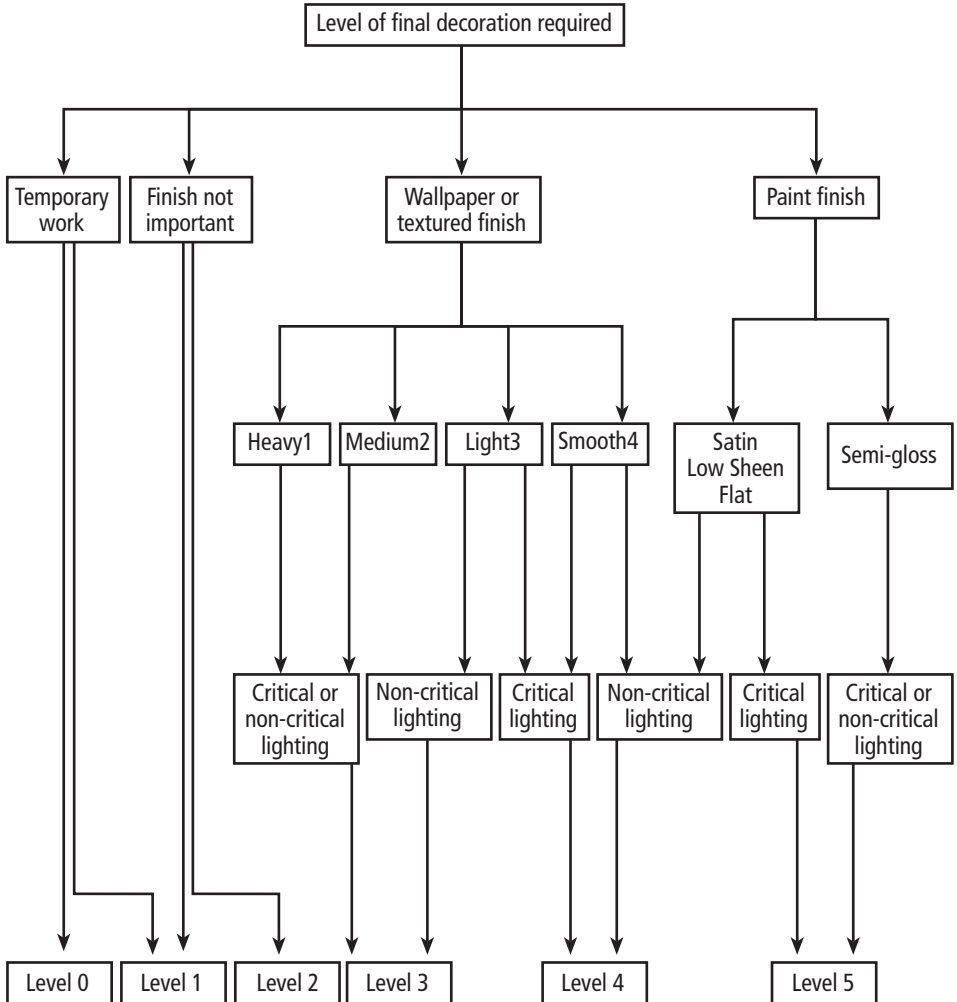 Level of final decoration required
Temporary
work
Finish not
important
Wallpaper or
textured finish
Paint finish
Heavy1
Medium2
Light3
Smooth4
Satin
Low Sheen
Flat
Semi-gloss
Critical or
non-critical
lighting
Non-critical
lighting
Critical
lighting
Non-critical
lighting
Critical
lighting
Critical or
non-critical
lighting
Level 0
Level 1
Level 2
Level 3
Level 4
Level 5